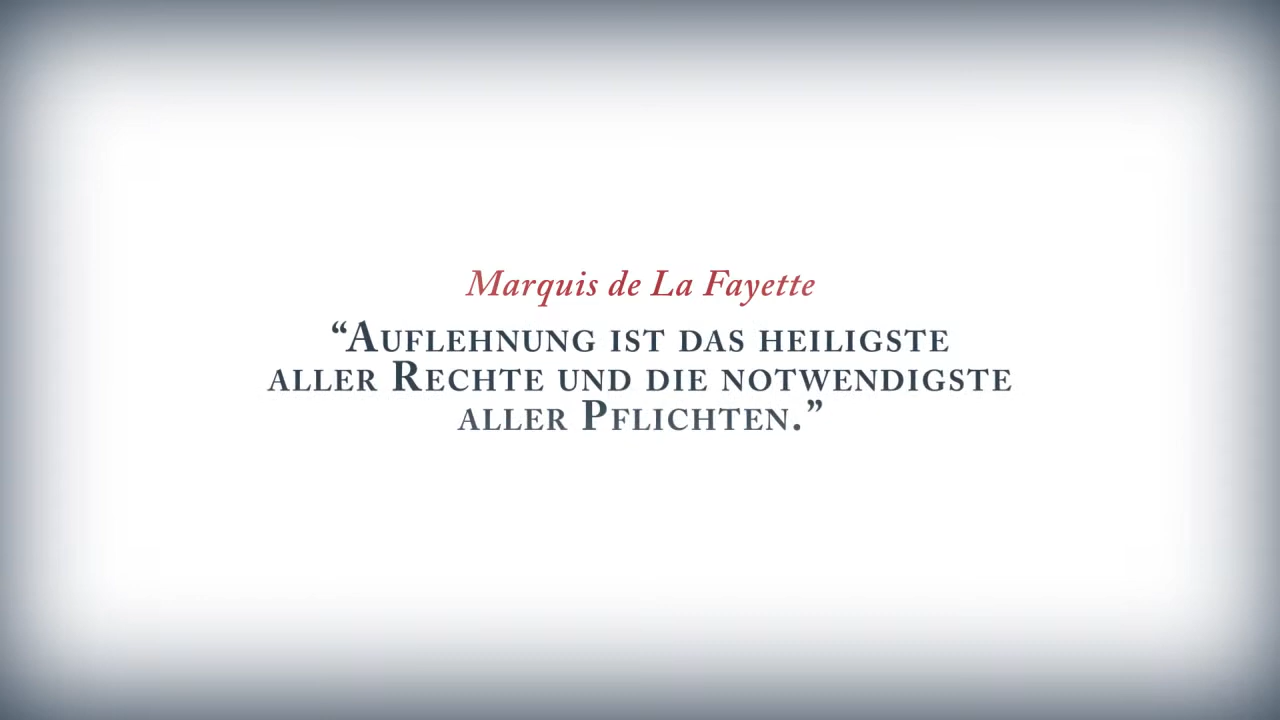 Marquis de La Fayette
“Auflehnung ist das heiligste
aller Rechte und die notwendigste
aller Pflichten.”